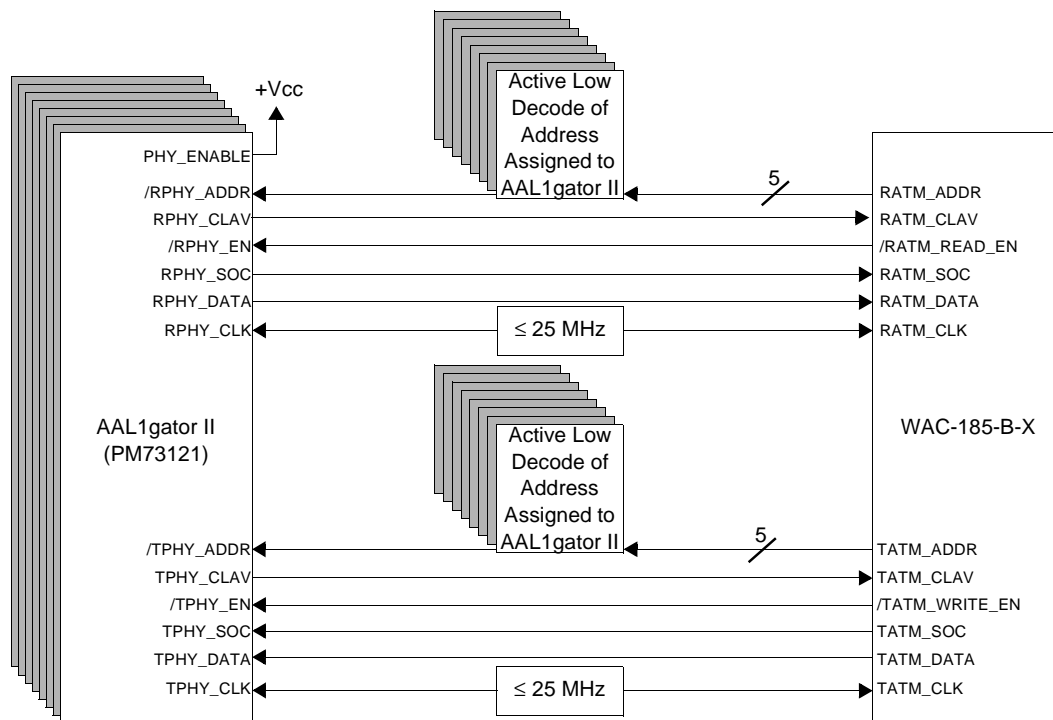 Active Low
Decode of
Address
Assigned to
AAL1gator II
+Vcc
PHY_ENABLE
/RPHY_ADDR
5
RATM_ADDR
RPHY_CLAV
RATM_CLAV
/RPHY_EN
/RATM_READ_EN
RPHY_SOC
RATM_SOC
RPHY_DATA
RATM_DATA
RPHY_CLK
≤ 25 MHz
RATM_CLK
AAL1gator II
(PM73121)
Active Low
Decode of
Address
Assigned to
AAL1gator II
WAC-185-B-X
/TPHY_ADDR
5
TATM_ADDR
TPHY_CLAV
TATM_CLAV
/TPHY_EN
/TATM_WRITE_EN
TPHY_SOC
TATM_SOC
TPHY_DATA
TATM_DATA
TPHY_CLK
≤ 25 MHz
TATM_CLK